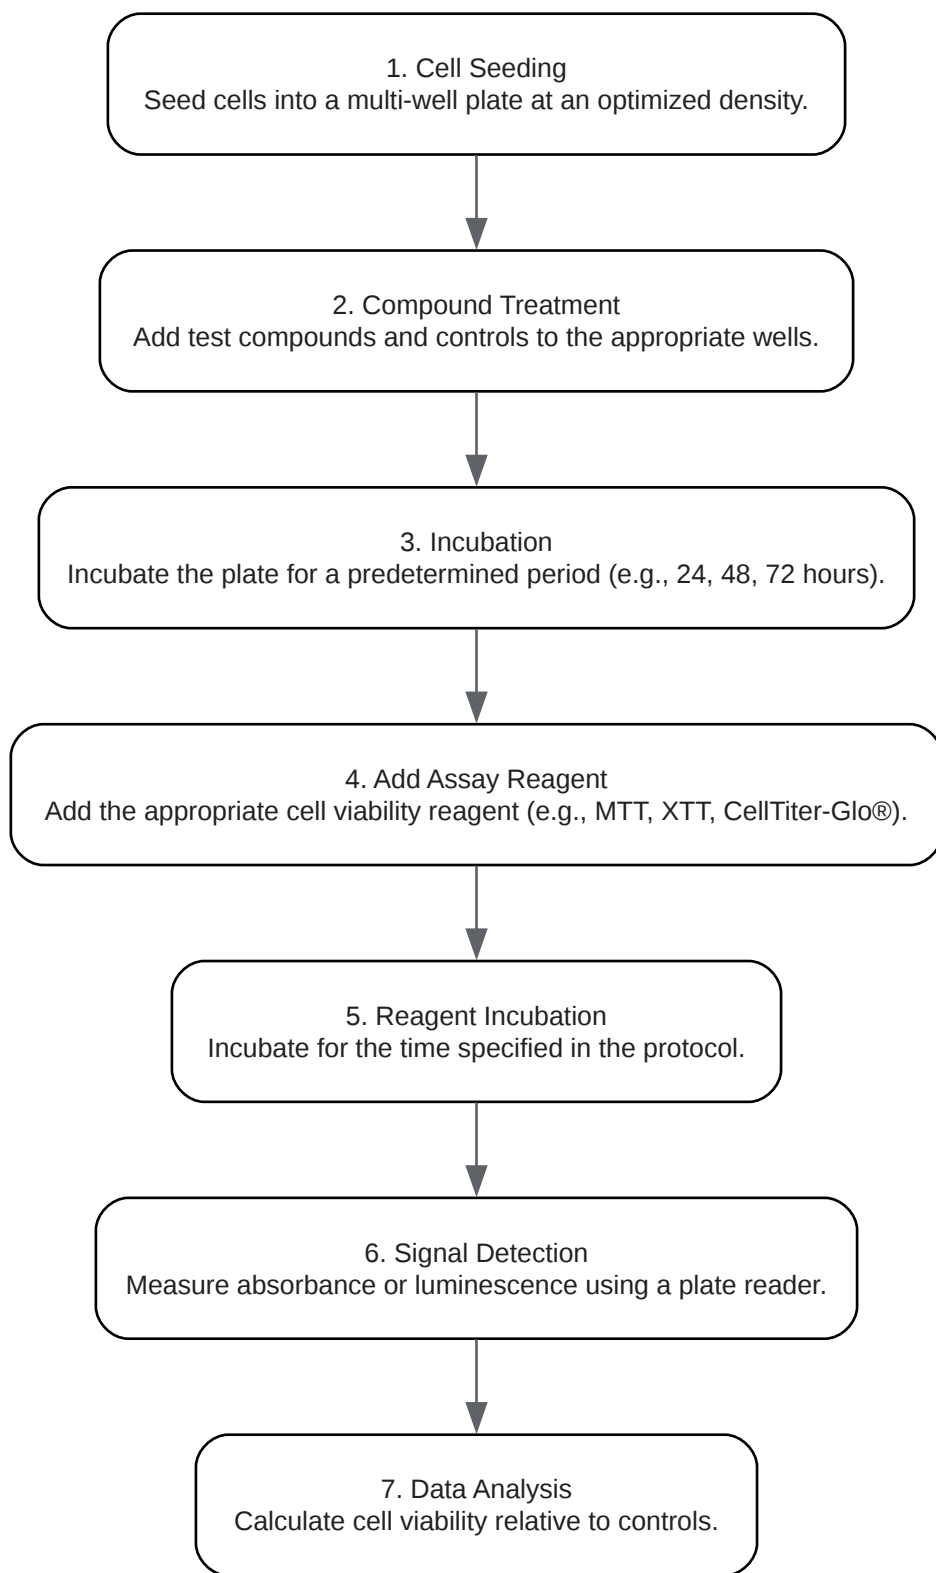 1. Cell Seeding
Seed cells into a multi-well plate at an optimized density.
2. Compound Treatment
Add test compounds and controls to the appropriate wells.
3. Incubation
Incubate the plate for a predetermined period (e.g., 24, 48, 72 hours).
4. Add Assay Reagent
Add the appropriate cell viability reagent (e.g., MTT, XTT, CellTiter-Glo®).
5. Reagent Incubation
Incubate for the time specified in the protocol.
6. Signal Detection
Measure absorbance or luminescence using a plate reader.
7. Data Analysis
Calculate cell viability relative to controls.